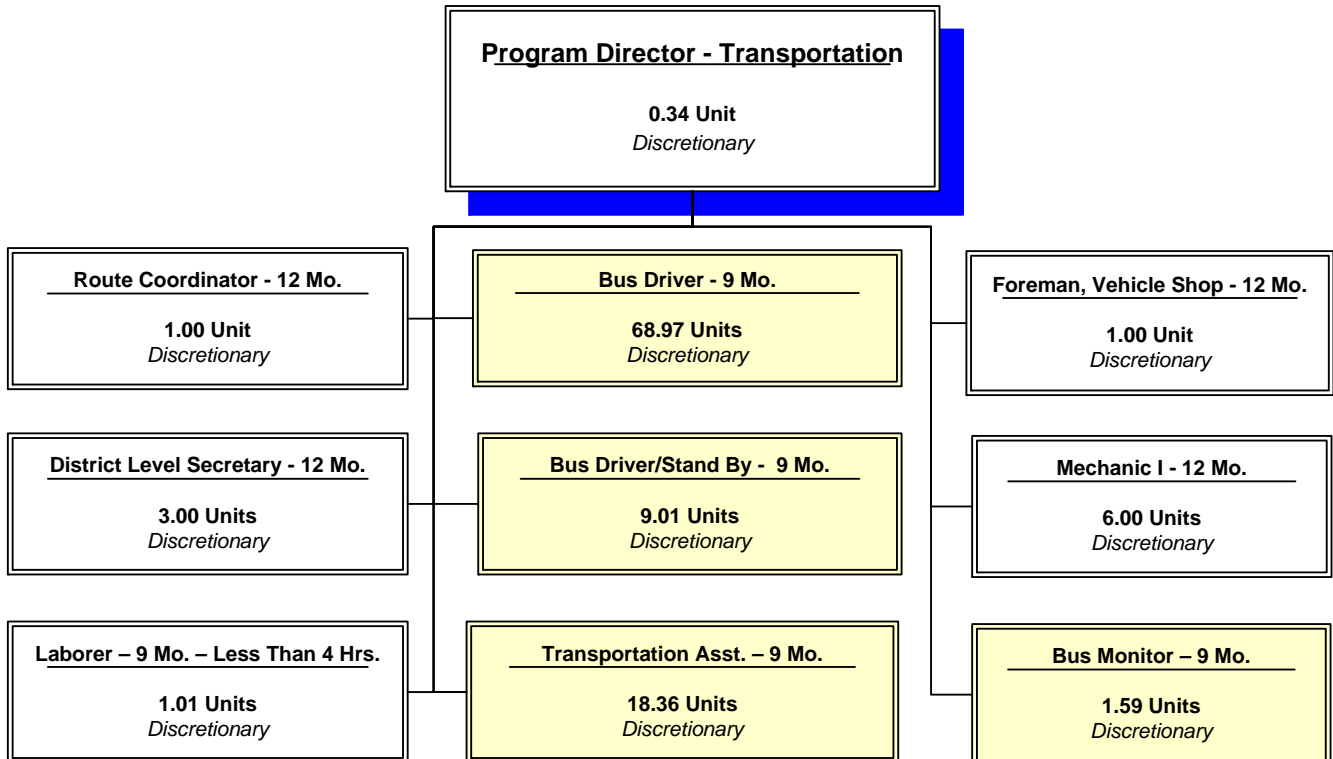 Program Director - Transportation
0.34 Unit
Discretionary
Route Coordinator - 12 Mo.
1.00 Unit
Discretionary
Bus Driver - 9 Mo.
68.97 Units
Discretionary
Foreman, Vehicle Shop - 12 Mo.
1.00 Unit
Discretionary
District Level Secretary - 12 Mo.
3.00 Units
Discretionary
Bus Driver/Stand By - 9 Mo.
9.01 Units
Discretionary
Mechanic I - 12 Mo.
6.00 Units
Discretionary
Laborer – 9 Mo. – Less Than 4 Hrs.
1.01 Units
Discretionary
Transportation Asst. – 9 Mo.
18.36 Units
Discretionary
Bus Monitor – 9 Mo.
1.59 Units
Discretionary